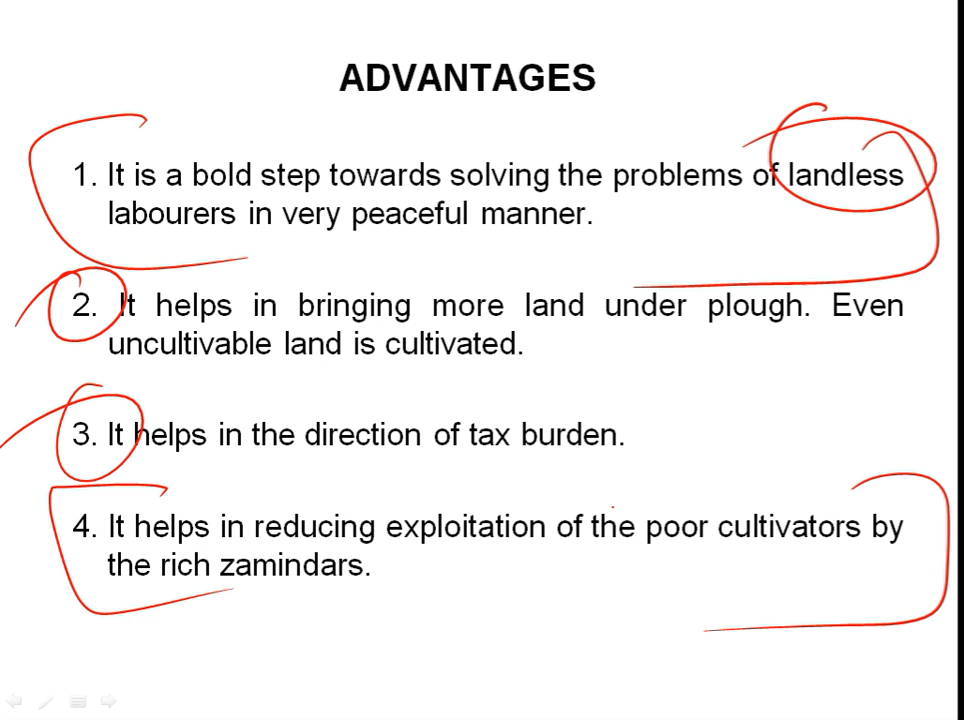 ADVANTAGES
1. It is a bold step towards solving the problems of landless
labourers in very peaceful manner.
2. It helps in bringing more land under plough. Even
uncultivable land is cultivated.
3. It helps in the direction of tax burden.
4. It helps in reducing exploitation of the poor cultivators by
the rich zamindars.